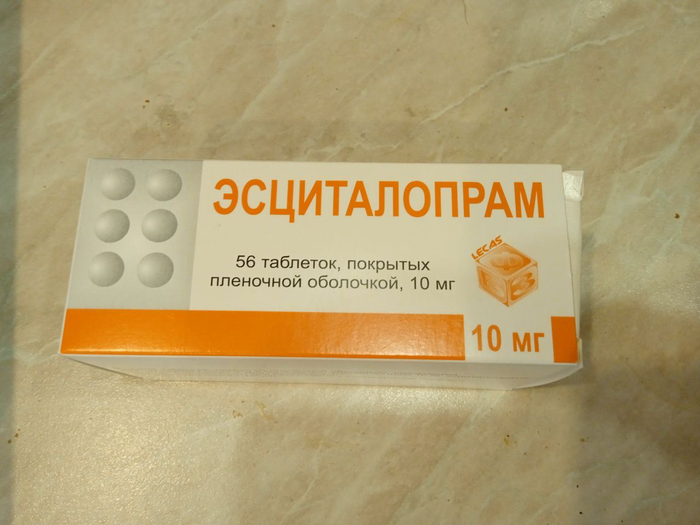 ЭСЦИТАЛОПРАМ
56 таблеток, покрытых
пленочной оболочкой, 10 мг
LECAS
10 мг